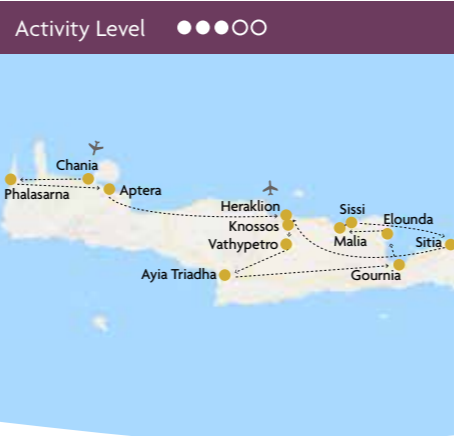 Activity Level
Chania
Phalasarna
Aptera
Heraklion
Knossos
Vathypetro
Ayia Triadha
Sissi
Malia
Elounda
Sitia
Gournia